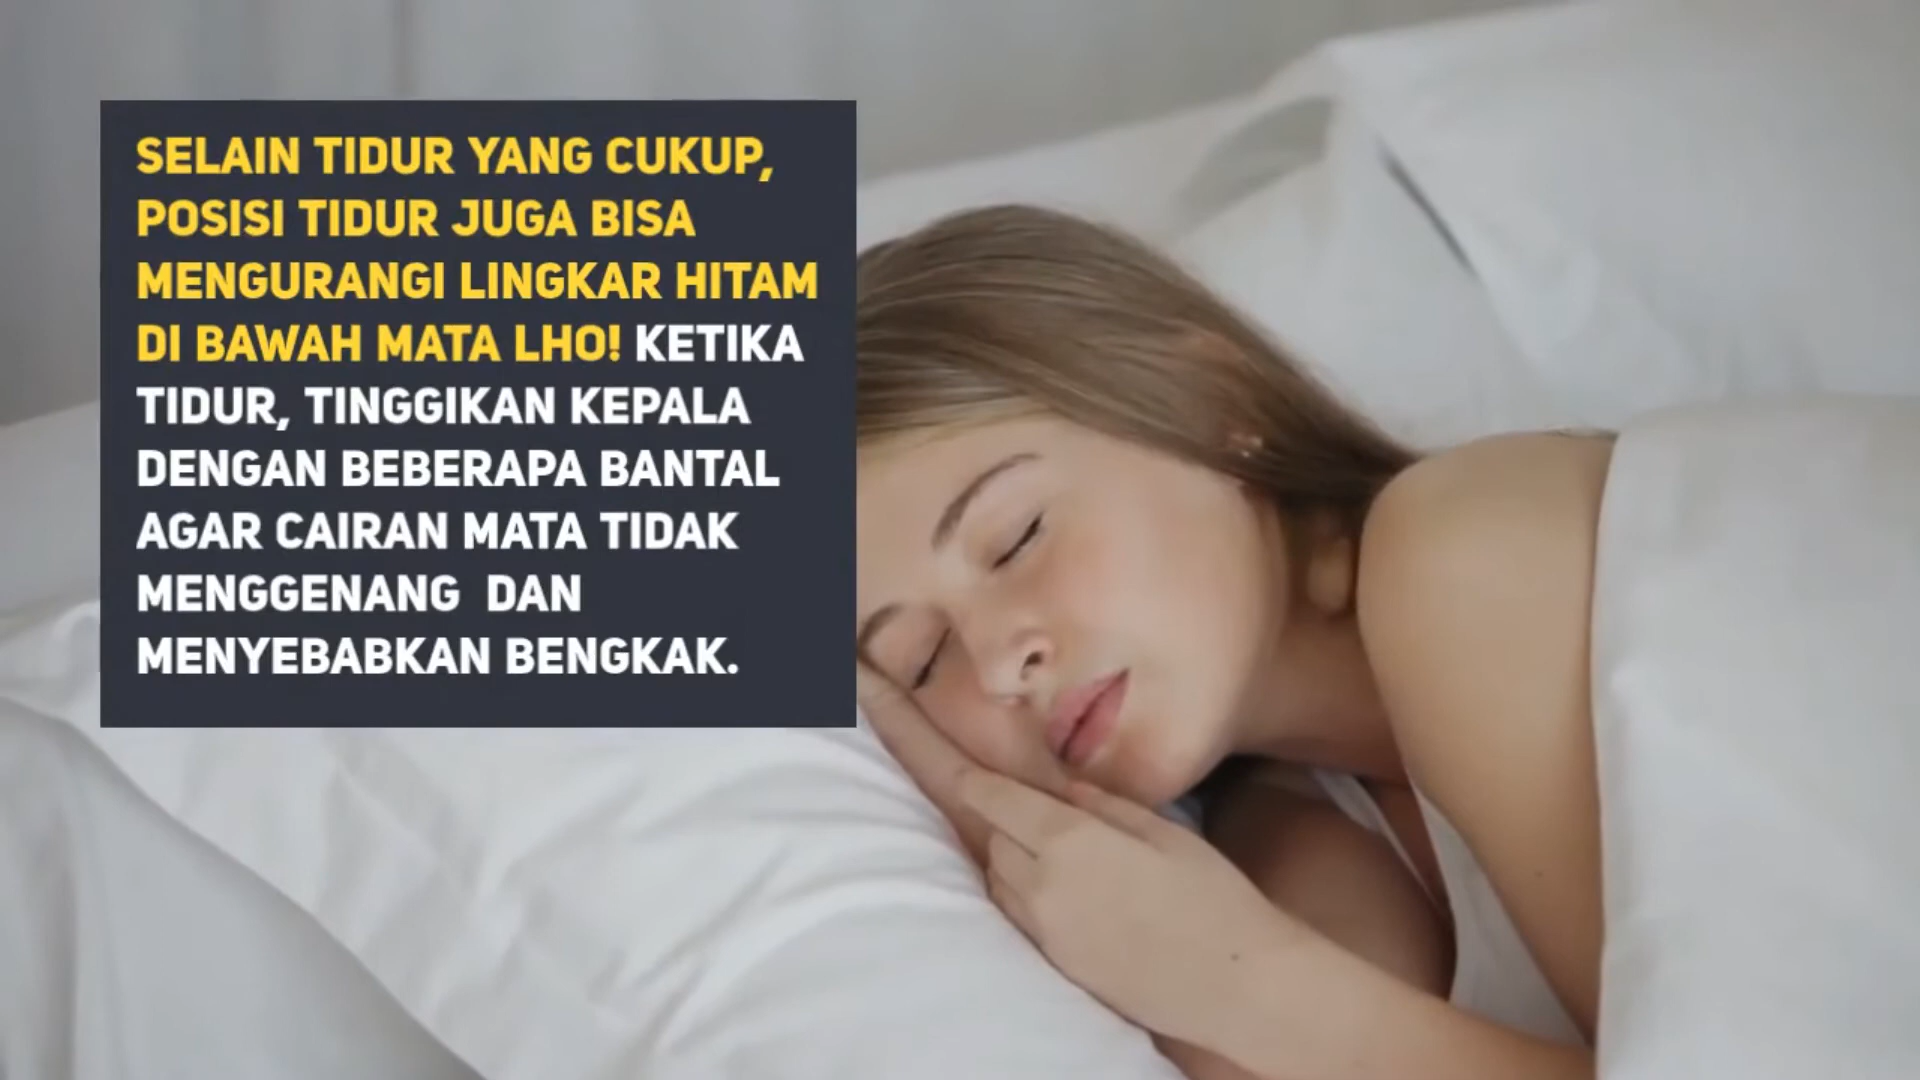 SELAIN TIDUR YANG CUKUP,
POSISI TIDUR JUGA BISA
MENGURANGI LINGKAR HITAM
DI BAWAH MATA LHO! KETIKA
TIDUR, TINGGIKAN KEPALA
DENGAN BEBERAPA BANTAL
AGAR CAIRAN MATA TIDAK
MENGGENANG  DAN
MENYEBABKAN BENGKAK.